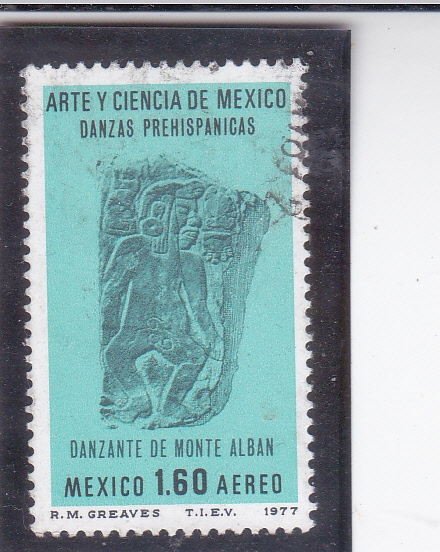 ARTE Y CIENCIA DE MEXICO
DANZAS PREHISPANICAS
DANZANTE DE MONTE ALBAN
MEXICO 1.60 AEREO
R.M. GREAVES T.I.E.V. 1977